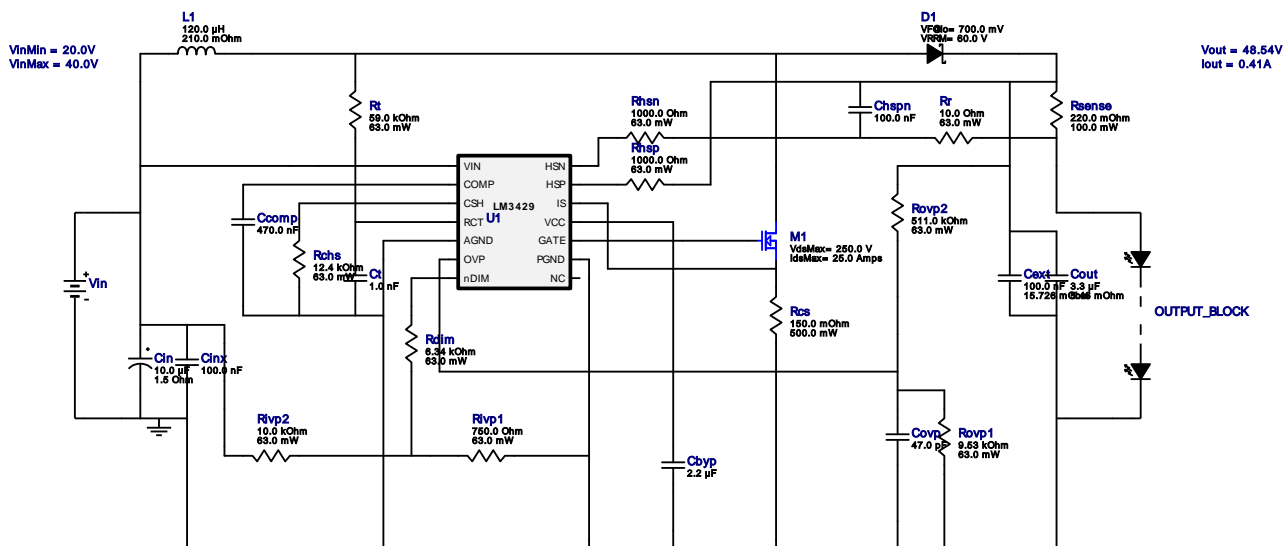 L1
120.0 µH
210.0 mOhm
VinMin = 20.0V
VinMax = 40.0V
D1
= 700.0 mV
VRRM= 60.0 V
Vout = 48.54V
Iout = 0.41A
Rt
59.0 kOhm
63.0 mW
Rhsn
1000.0 Ohm
63.0 mW
Rhsp
1000.0 Ohm
63.0 mW
Chspn
100.0 nF
Rr
10.0 Ohm
63.0 mW
Rsense
220.0 mOhm
100.0 mW
VIN
COMP
CSH
RCT
AGND
OVP
nDIM
LM3429
U1
HSN
HSP
IS
VCC
GATE
PGND
NC
Ccomp
470.0 nF
Rchs
12.4 kOhm
63.0 mW
Ct
1.0 nF
M1
VdsMax= 250.0 V
IdsMax= 25.0 Amps
Rovp2
511.0 kOhm
63.0 mW
Vin
Cext
100.0 nF
Cout
3.3 µF
OUTPUT_BLOCK
Rcs
150.0 mOhm
500.0 mW
Rdim
6.34 kOhm
63.0 mW
Cin
10.0 µF
1.5 Ohm
Cinx
100.0 nF
Rivp2
10.0 kOhm
63.0 mW
Rivp1
750.0 Ohm
63.0 mW
Cbyp
2.2 µF
Covp
47.0 pF
Rovp1
9.53 kOhm
63.0 mW